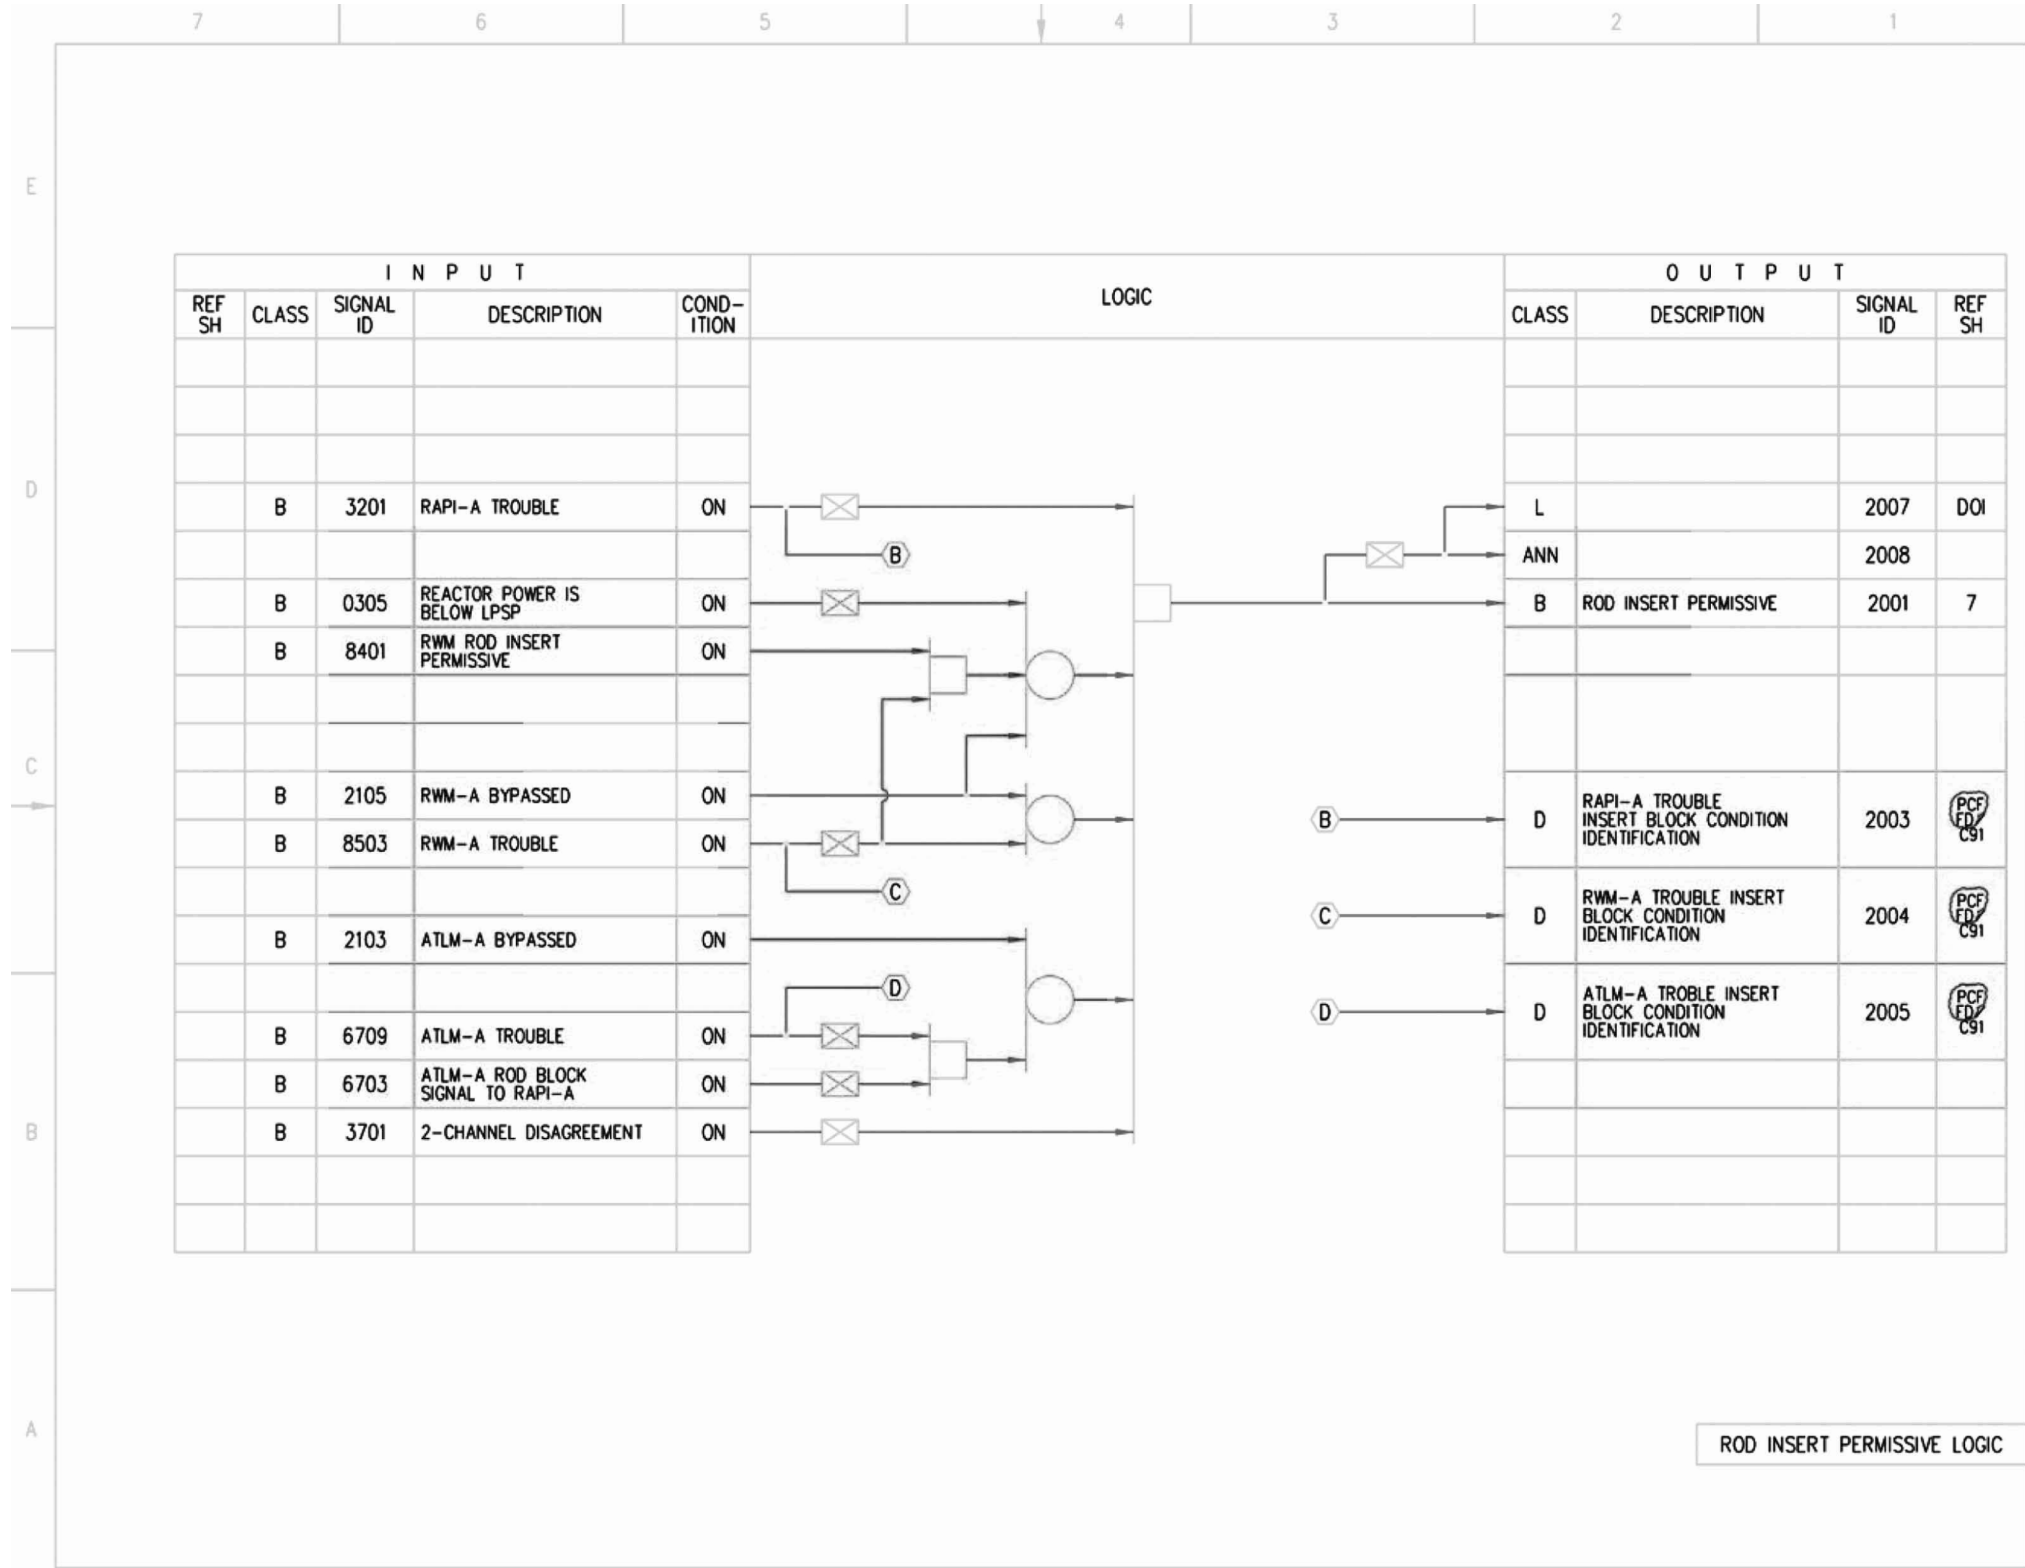 7 6 5 4 3 2 1
E
D
C
B
A
I N P U T
LOGIC
O U T P U T
REF SH
CLASS
SIGNAL ID
DESCRIPTION
COND-ITION
CLASS
DESCRIPTION
SIGNAL ID
REF SH
B 3201 RAPI-A TROUBLE ON
B
L 2007 DOI
ANN 2008
B 0305 REACTOR POWER IS
BELOW LPSP ON
B ROD INSERT PERMISSIVE 2001 7
B 8401 RWM ROD INSERT
PERMISSIVE ON
B 2105 RWM-A BYPASSED ON
B 8503 RWM-A TROUBLE ON
C
B 2103 ATLM-A BYPASSED ON
D
B 6709 ATLM-A TROUBLE ON
B 6703 ATLM-A ROD BLOCK
SIGNAL TO RAPI-A ON
B 3701 2-CHANNEL DISAGREEMENT ON
B
D RAPI-A TROUBLE
INSERT BLOCK CONDITION
IDENTIFICATION 2003 PCF
FD/
C91
C
D RWM-A TROUBLE INSERT
BLOCK CONDITION
IDENTIFICATION 2004 PCF
FD/
C91
D
D ATLM-A TROBLE INSERT
BLOCK CONDITION
IDENTIFICATION 2005 PCF
FD/
C91
ROD INSERT PERMISSIVE LOGIC